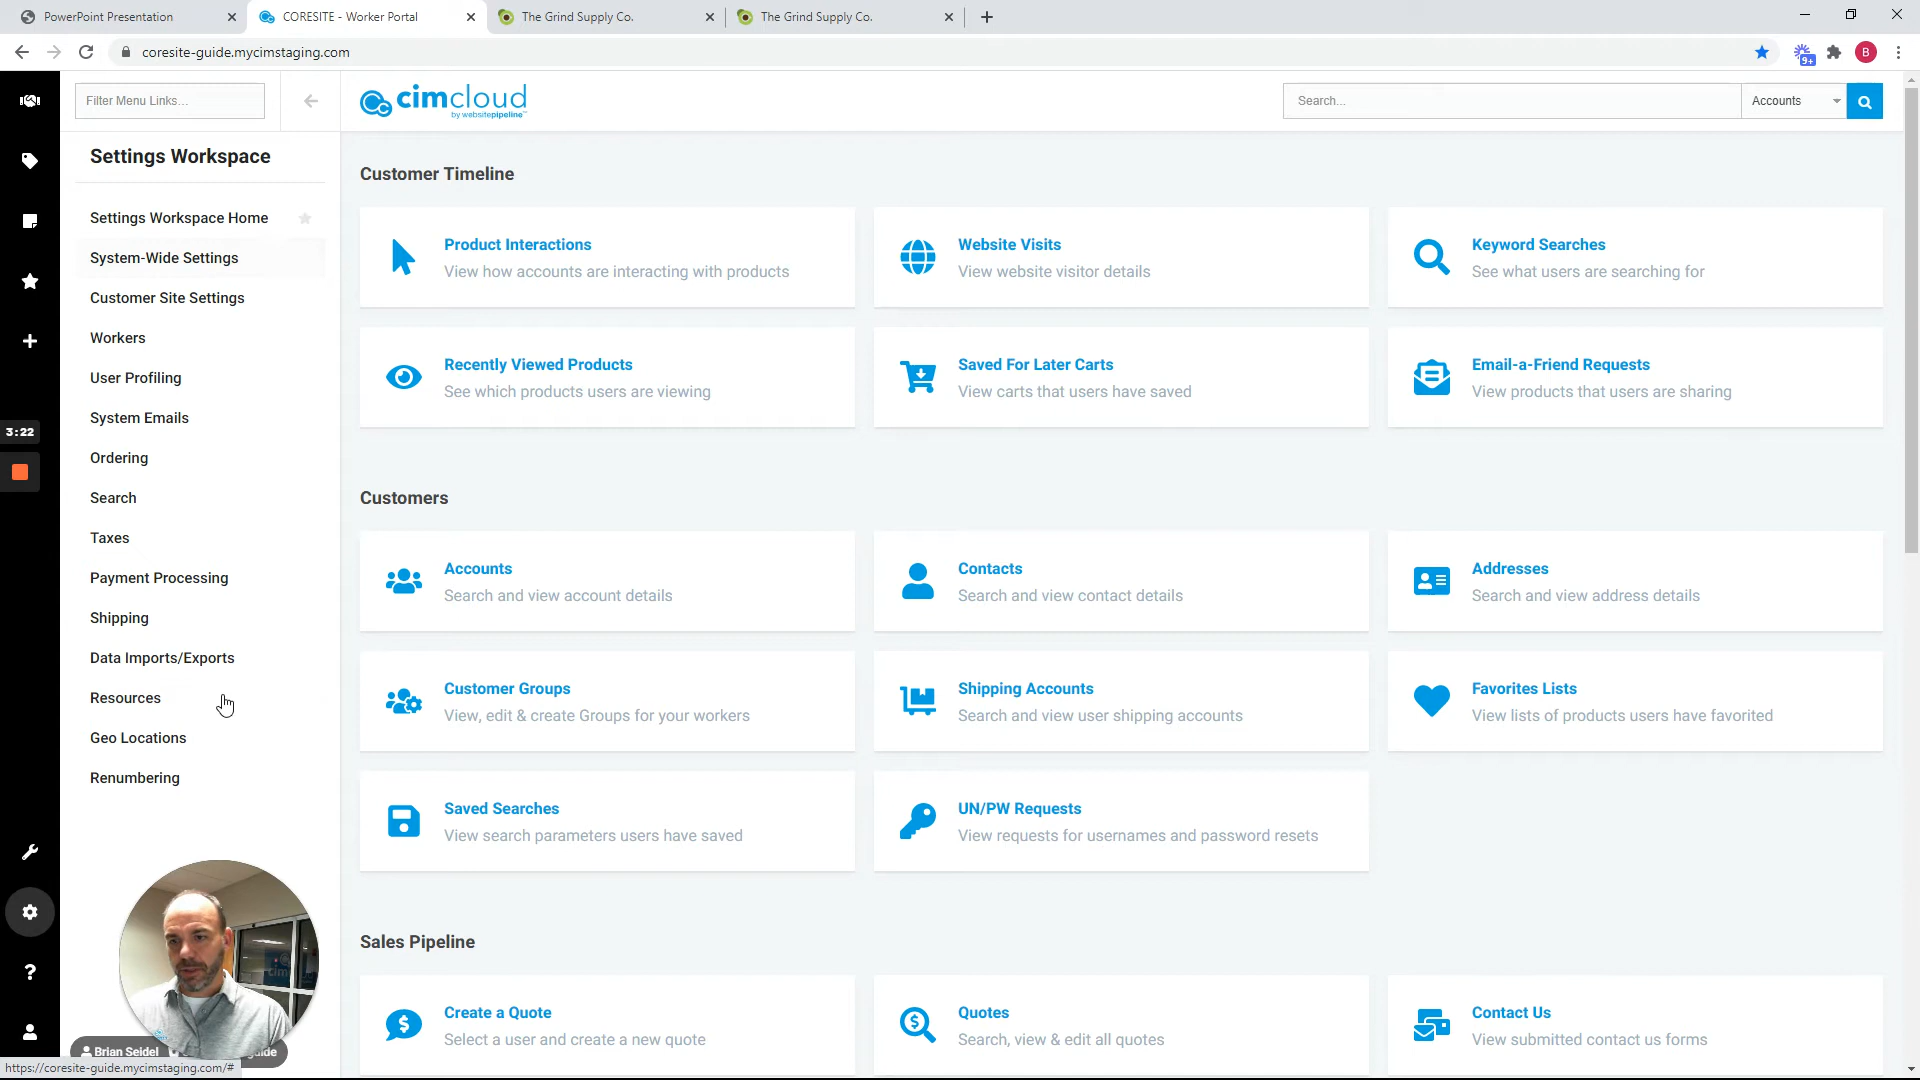 PowerPoint Presentation
CORESITE - Worker Portal
The Grind Supply Co.
The Grind Supply Co.
B
9+
coresite-guide.mycimstaging.com
Filter Menu Links...
cimcloud
by websitepipeline
Search...
Accounts
Settings Workspace
Settings Workspace Home
System-Wide Settings
Customer Site Settings
Workers
User Profiling
System Emails
Ordering
Search
Taxes
Payment Processing
Shipping
Data Imports/Exports
Resources
Geo Locations
Renumbering
3:22
Customer Timeline
Product Interactions
View how accounts are interacting with products
Website Visits
View website visitor details
Keyword Searches
See what users are searching for
Recently Viewed Products
See which products users are viewing
Saved For Later Carts
View carts that users have saved
Email-a-Friend Requests
View products that users are sharing
Customers
Accounts
Search and view account details
Contacts
Search and view contact details
Addresses
Search and view address details
Customer Groups
View, edit & create Groups for your workers
Shipping Accounts
Search and view user shipping accounts
Favorites Lists
View lists of products users have favorited
Saved Searches
View search parameters users have saved
UN/PW Requests
View requests for usernames and password resets
Sales Pipeline
Create a Quote
Select a user and create a new quote
Quotes
Search, view & edit all quotes
Contact Us
View submitted contact us forms
Brian Seidel
https://coresite-guide.mycimstaging.com/#